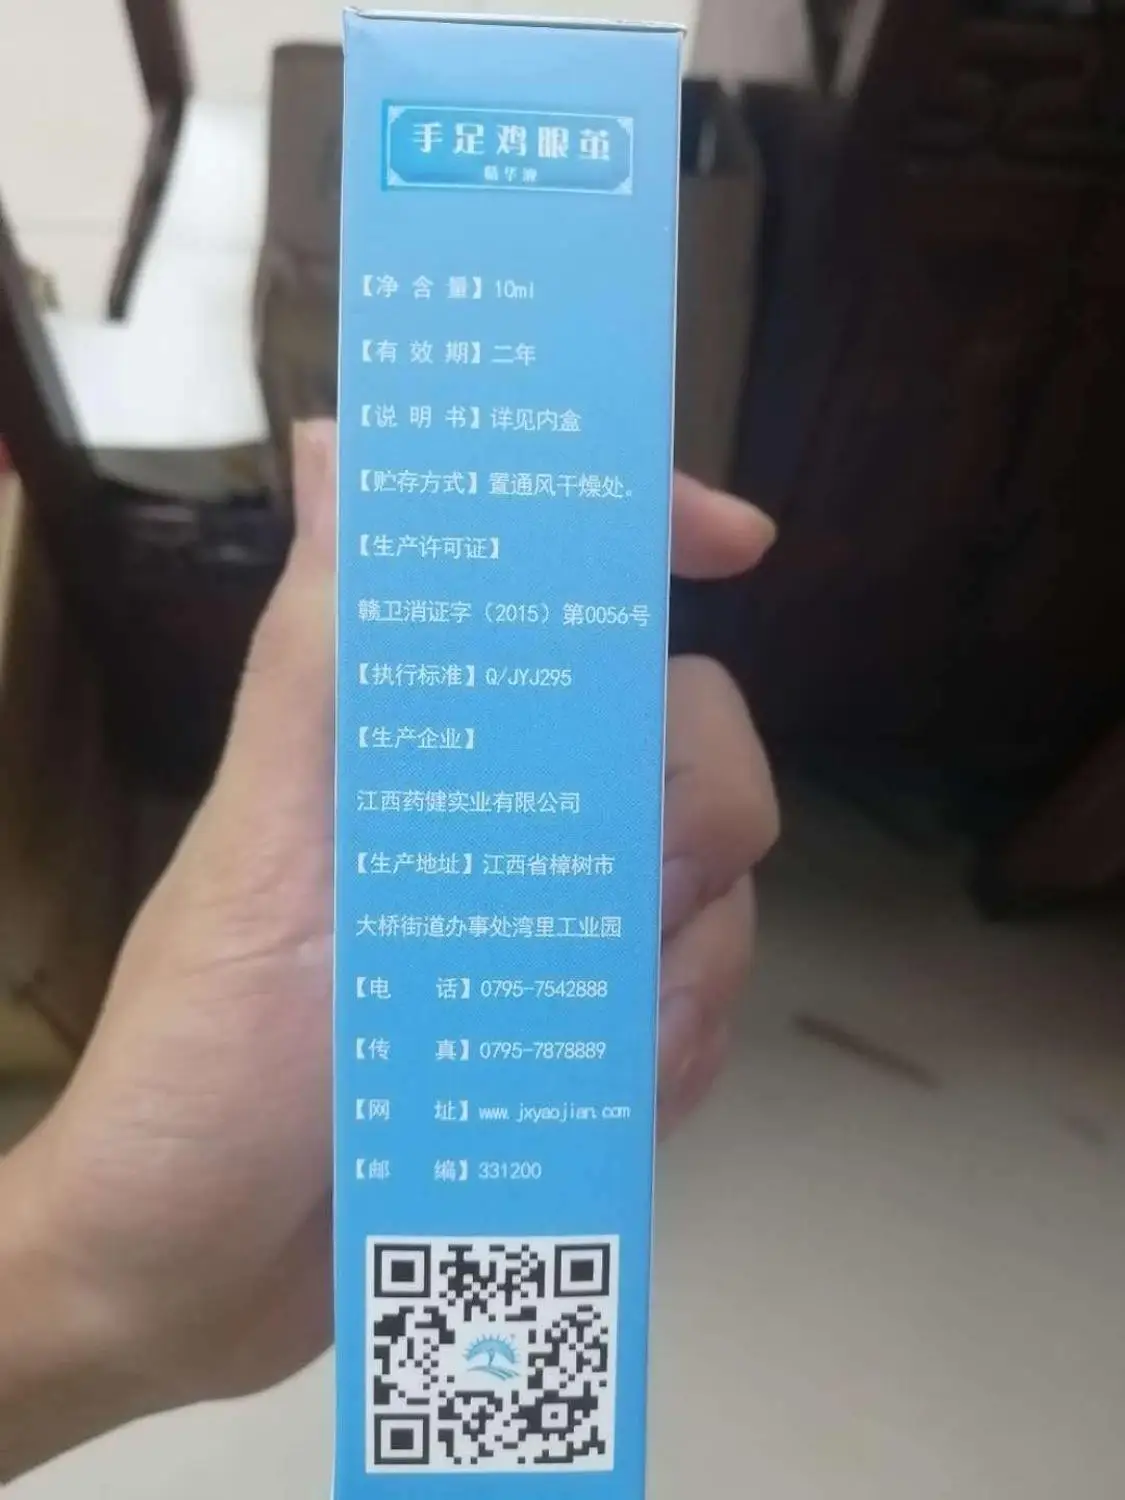 手足鸡眼茧
精华液
【净含量】10ml
【有效期】二年
【说明书】详见内盒
【贮存方式】置通风干燥处。
【生产许可证】
赣卫消证字（2015）第0056号
【执行标准】Q/JYJ295
【生产企业】
江西药健实业有限公司
【生产地址】江西省樟树市
大桥街道办事处湾里工业园
【电 话】0795-7542888
【传 真】0795-7878889
【网 址】www.jxyaojian.com
【邮 编】331200